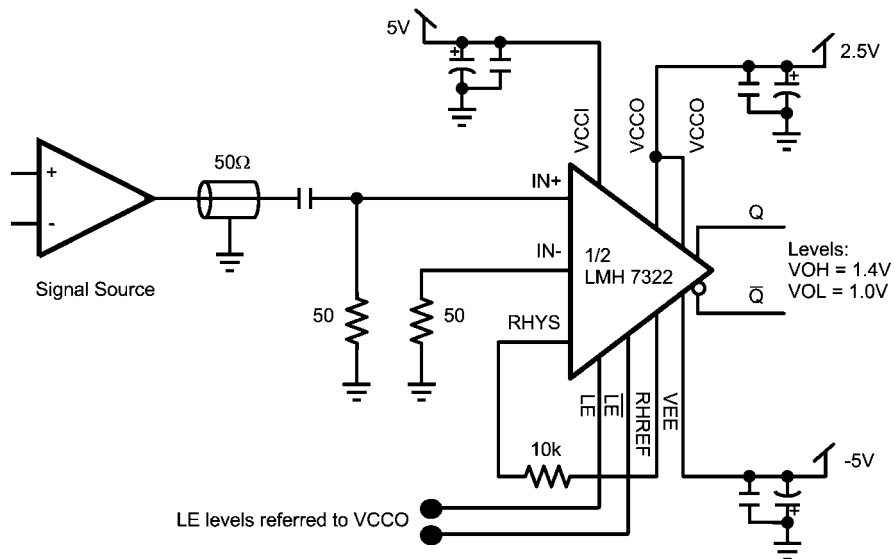 5V
2.5V
VCCI
VCCO
VCCO
50Ω
+
-
Signal Source
IN+
IN-
1/2
LMH 7322
Q
Q̅
Levels:
VOH = 1.4V
VOL = 1.0V
50
50
RHYS
LE
L̅E̅
RHREF
VEE
10k
-5V
LE levels referred to VCCO
+
+
+